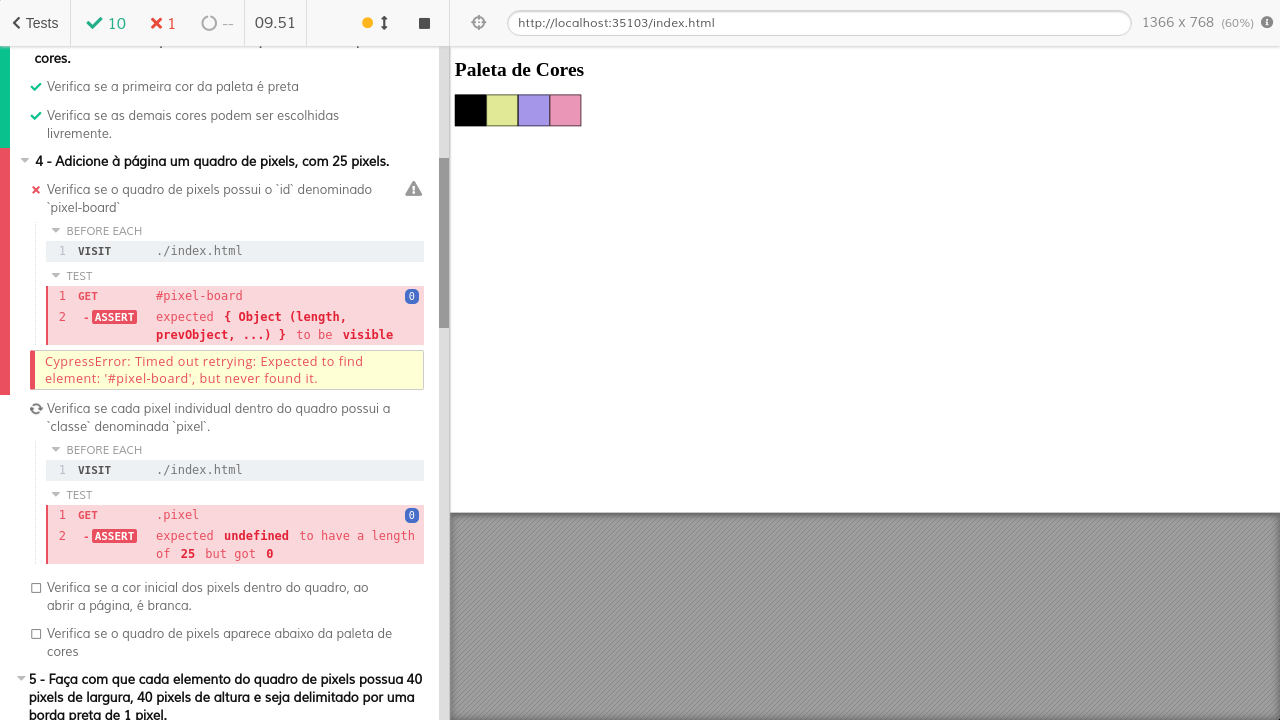 Tests 10 1 -- 09.51 http://localhost:35103/index.html 1366 x 768 (60%)
cores.
Verifica se a primeira cor da paleta é preta
Verifica se as demais cores podem ser escolhidas
livremente.
4 - Adicione à página um quadro de pixels, com 25 pixels.
Verifica se o quadro de pixels possui o `id` denominado
`pixel-board`
BEFORE EACH
1 VISIT ./index.html
TEST
1 GET #pixel-board 0
2 -ASSERT expected { Object (length,
prevObject, ...) } to be visible
CypressError: Timed out retrying: Expected to find
element: '#pixel-board', but never found it.
Verifica se cada pixel individual dentro do quadro possui a
`classe` denominada `pixel`.
BEFORE EACH
1 VISIT ./index.html
TEST
1 GET .pixel 0
2 -ASSERT expected undefined to have a length
of 25 but got 0
Verifica se a cor inicial dos pixels dentro do quadro, ao
abrir a página, é branca.
Verifica se o quadro de pixels aparece abaixo da paleta de
cores
5 - Faça com que cada elemento do quadro de pixels possua 40
pixels de largura, 40 pixels de altura e seja delimitado por uma
borda preta de 1 pixel.
Paleta de Cores